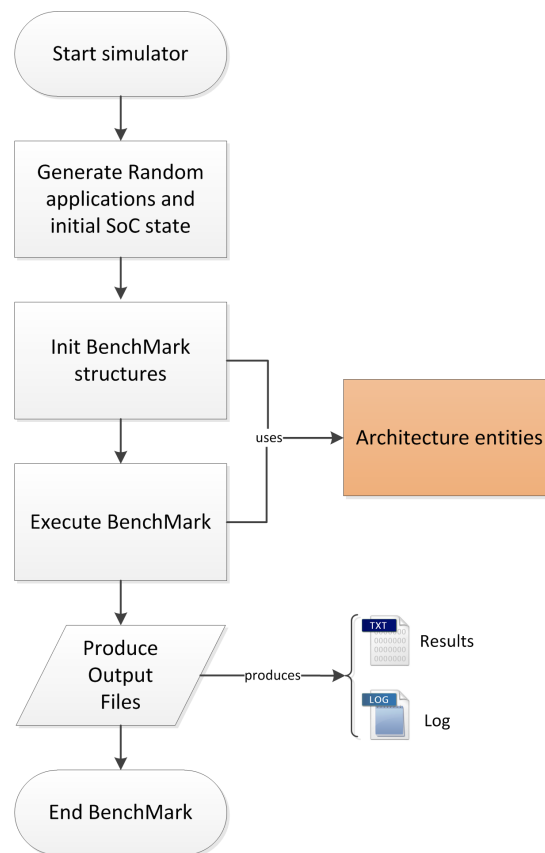 Start simulator
Generate Random
applications and
initial SoC state
Init BenchMark
structures
uses
Architecture entities
Execute BenchMark
Produce
Output
Files
produces
TXT
Results
LOG
Log
End BenchMark